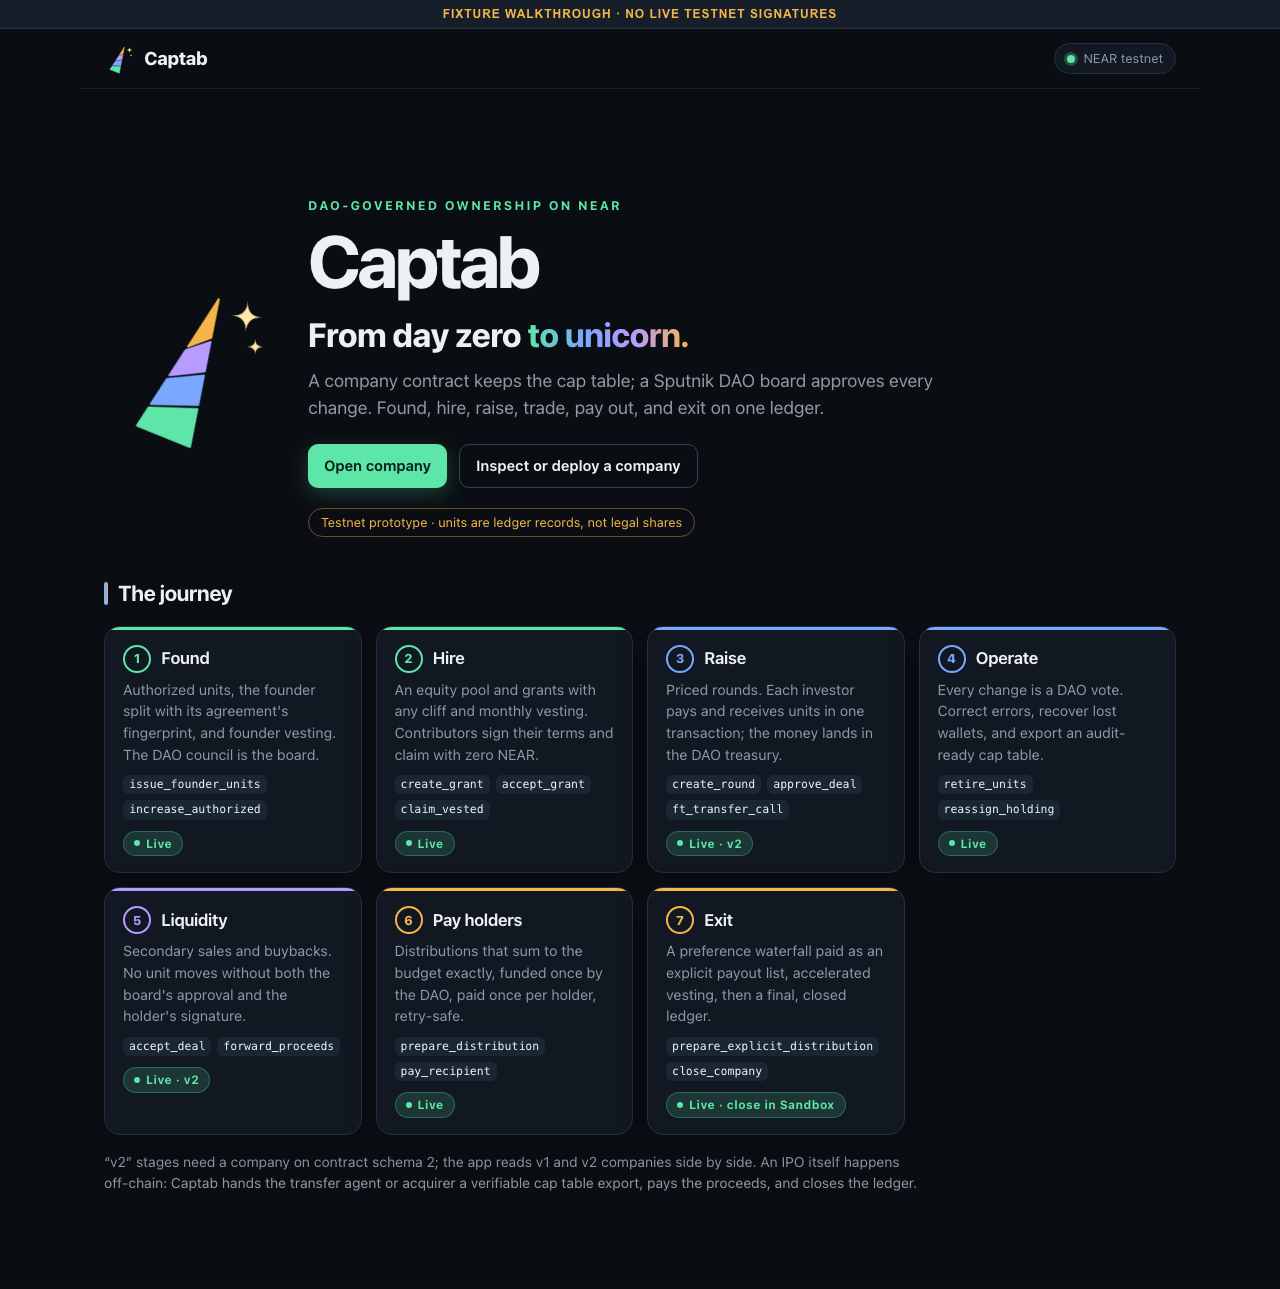 FIXTURE WALKTHROUGH · NO LIVE TESTNET SIGNATURES
Captab
NEAR testnet
DAO-GOVERNED OWNERSHIP ON NEAR
Captab
From day zero to unicorn.
A company contract keeps the cap table; a Sputnik DAO board approves every
change. Found, hire, raise, trade, pay out, and exit on one ledger.
Open company
Inspect or deploy a company
Testnet prototype · units are ledger records, not legal shares
The journey
1 Found
Authorized units, the founder
split with its agreement's
fingerprint, and founder vesting.
The DAO council is the board.
issue_founder_units
increase_authorized
Live
2 Hire
An equity pool and grants with
any cliff and monthly vesting.
Contributors sign their terms and
claim with zero NEAR.
create_grant accept_grant
claim_vested
Live
3 Raise
Priced rounds. Each investor
pays and receives units in one
transaction; the money lands in
the DAO treasury.
create_round approve_deal
ft_transfer_call
Live · v2
4 Operate
Every change is a DAO vote.
Correct errors, recover lost
wallets, and export an audit-
ready cap table.
retire_units
reassign_holding
Live
5 Liquidity
Secondary sales and buybacks.
No unit moves without both the
board's approval and the
holder's signature.
accept_deal forward_proceeds
Live · v2
6 Pay holders
Distributions that sum to the
budget exactly, funded once by
the DAO, paid once per holder,
retry-safe.
prepare_distribution
pay_recipient
Live
7 Exit
A preference waterfall paid as an
explicit payout list, accelerated
vesting, then a final, closed
ledger.
prepare_explicit_distribution
close_company
Live · close in Sandbox
“v2” stages need a company on contract schema 2; the app reads v1 and v2 companies side by side. An IPO itself happens
off-chain: Captab hands the transfer agent or acquirer a verifiable cap table export, pays the proceeds, and closes the ledger.